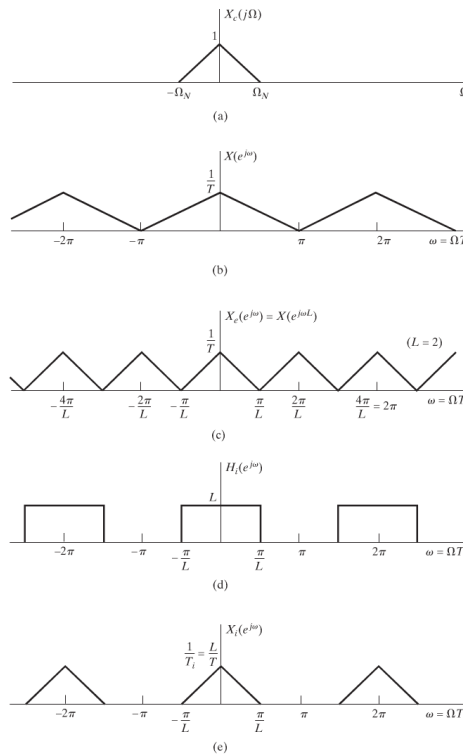 X_c(jΩ)
1
−Ω_N Ω_N Ω
(a)
X(e^{jω})
1/T
−2π −π π 2π ω = ΩT
(b)
X_e(e^{jω}) = X(e^{jωL})
1/T
(L = 2)
−4π/L −2π/L −π/L π/L 2π/L 4π/L = 2π ω = ΩT
(c)
H_i(e^{jω})
L
−2π −π −π/L π/L π 2π ω = ΩT
(d)
X_i(e^{jω})
1/T_i = L/T
−2π −π −π/L π/L π 2π ω = ΩT
(e)